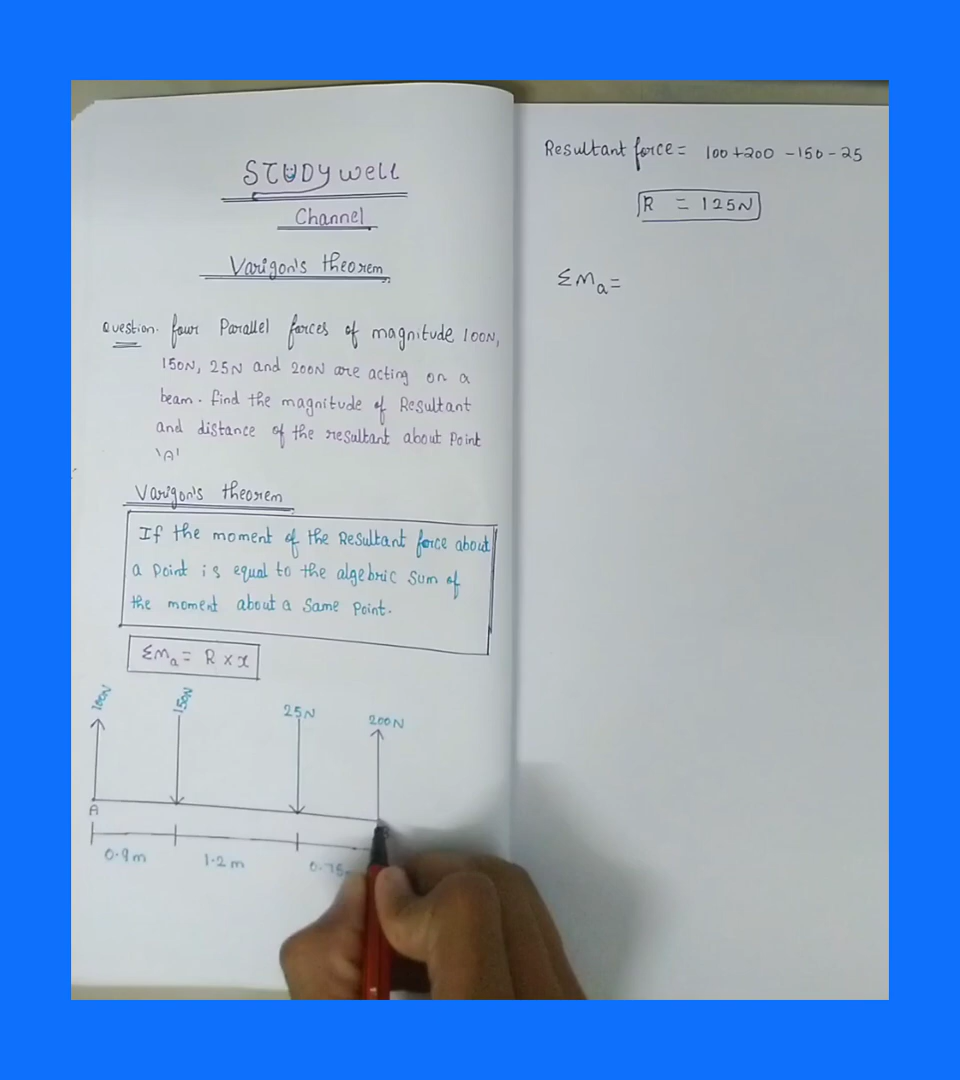 STUDY well
Channel
Varigon's theorem
Question. four Parallel forces of magnitude 100N,
150N, 25N and 200N are acting on a
beam. find the magnitude of Resultant
and distance of the resultant about Point
'A'
Varigon's theorem
If the moment of the Resultant force about
a point is equal to the algebric sum of
the moment about a Same Point.
ΣMa = R × x
100N 150N 25N 200N
A
0.9m 1.2m
Resultant force = 100+200 -150-25
R = 125N
ΣMa =